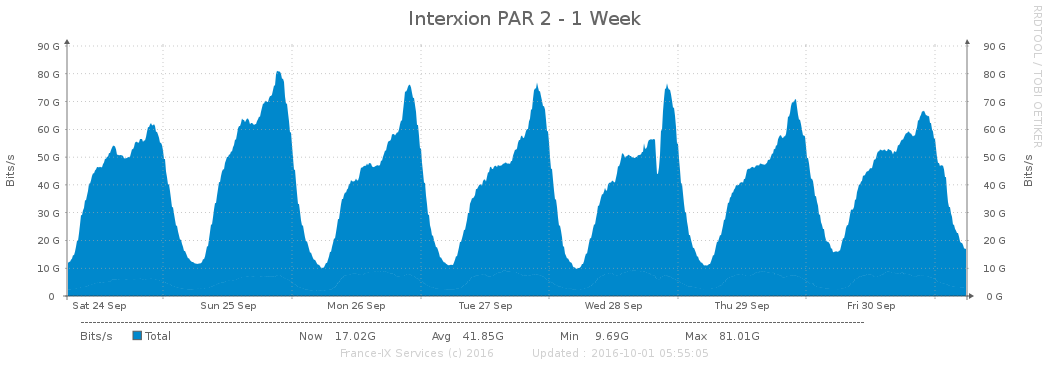 Interxion PAR 2 - 1 Week
RRDTOOL / TOBI OETIKER
Bits/s
90 G
80 G
70 G
60 G
50 G
40 G
30 G
20 G
10 G
0
90 G
80 G
70 G
60 G
50 G
40 G
30 G
20 G
10 G
0 G
Bits/s
Sat 24 Sep Sun 25 Sep Mon 26 Sep Tue 27 Sep Wed 28 Sep Thu 29 Sep Fri 30 Sep
Bits/s Total Now 17.02G Avg 41.85G Min 9.69G Max 81.01G
France-IX Services (c) 2016 Updated : 2016-10-01 05:55:05